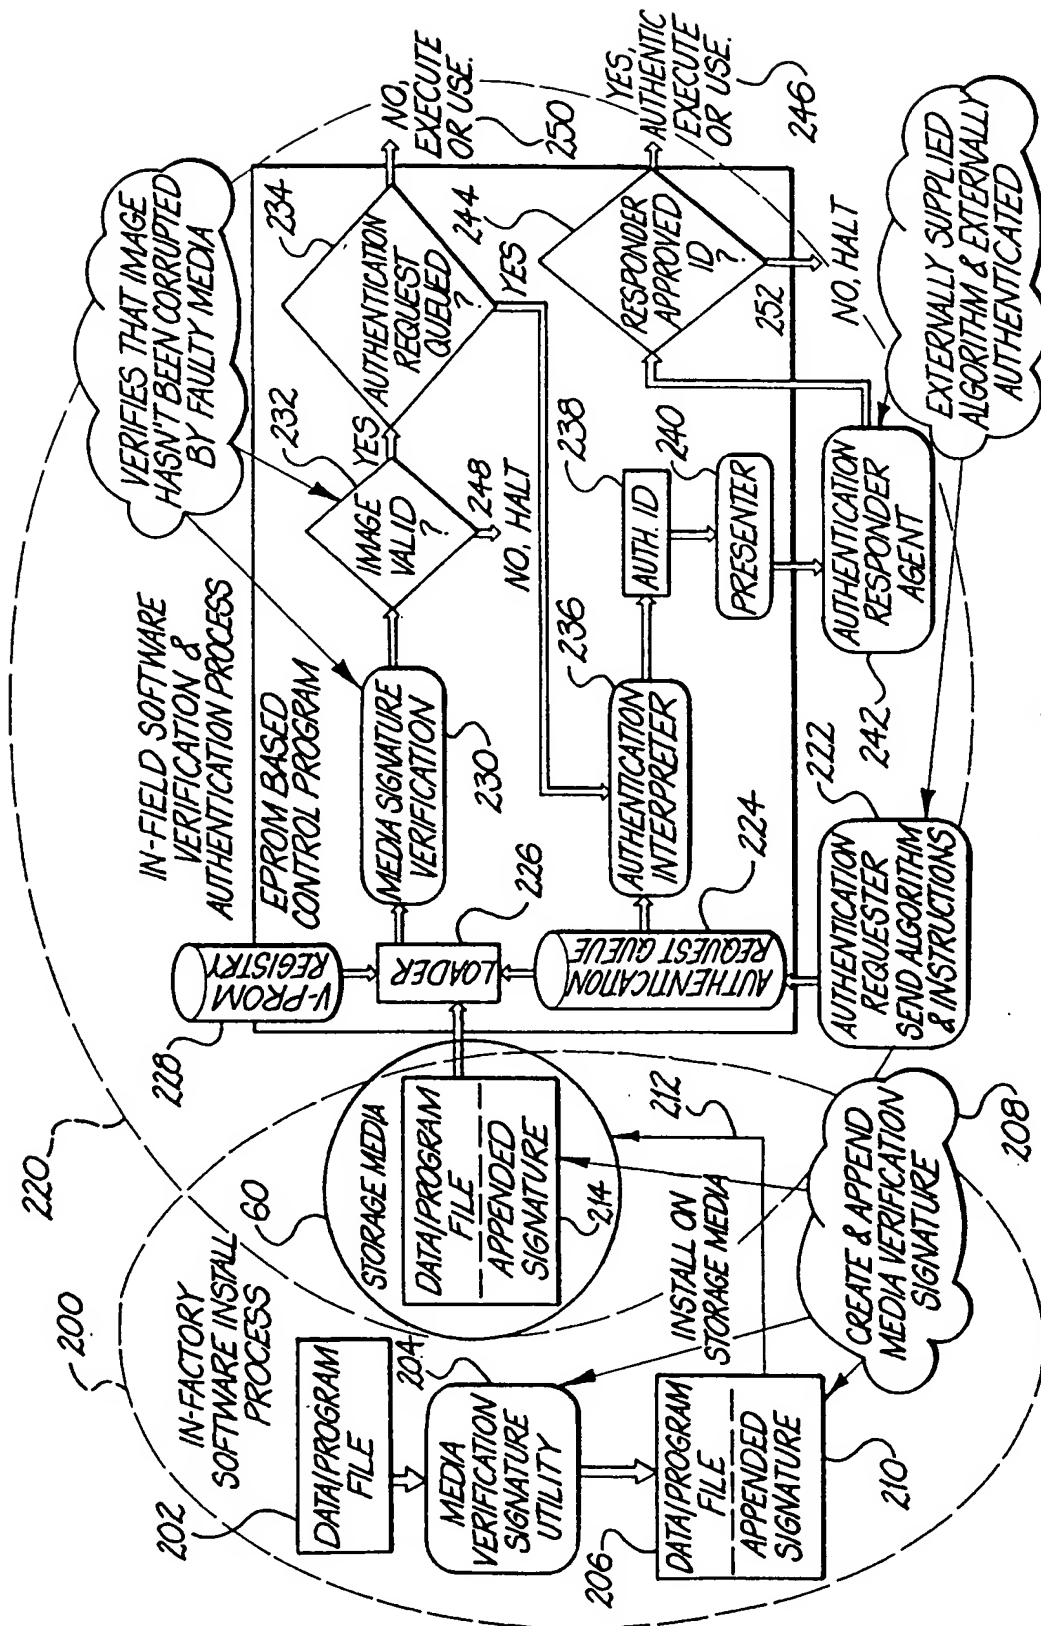 200
IN-FACTORY
SOFTWARE INSTALL
PROCESS
202
DATA/PROGRAM
FILE
204
MEDIA
VERIFICATION
SIGNATURE
UTILITY
206
DATA/PROGRAM
FILE
APPENDED
SIGNATURE
210
INSTALL ON
STORAGE MEDIA
212
CREATE & APPEND
MEDIA VERIFICATION
SIGNATURE
208
60
STORAGE MEDIA
DATA/PROGRAM
FILE
APPENDED
SIGNATURE
214
220
IN-FIELD SOFTWARE
VERIFICATION &
AUTHENTICATION PROCESS
EPROM BASED
CONTROL PROGRAM
228
V-PROM
REGISTRY
LOADER
226
AUTHENTICATION
REQUEST QUEUE
224
AUTHENTICATION
REQUESTER
SEND ALGORITHM
& INSTRUCTIONS
222
MEDIA SIGNATURE
VERIFICATION
230
VERIFIES THAT IMAGE
HASN'T BEEN CORRUPTED
BY FAULTY MEDIA
232
IMAGE
VALID
?
YES
248
NO, HALT
234
AUTHENTICATION
REQUEST
QUEUED
?
YES
NO,
EXECUTE
OR USE.
250
AUTHENTICATION
INTERPRETER
236
AUTH. ID
238
PRESENTER
240
AUTHENTICATION
RESPONDER
AGENT
242
244
RESPONDER
APPROVED
ID
?
YES,
AUTHENTIC
/EXECUTE
OR USE.
246
252
NO, HALT
EXTERNALLY SUPPLIED
ALGORITHM & EXTERNALLY
AUTHENTICATED